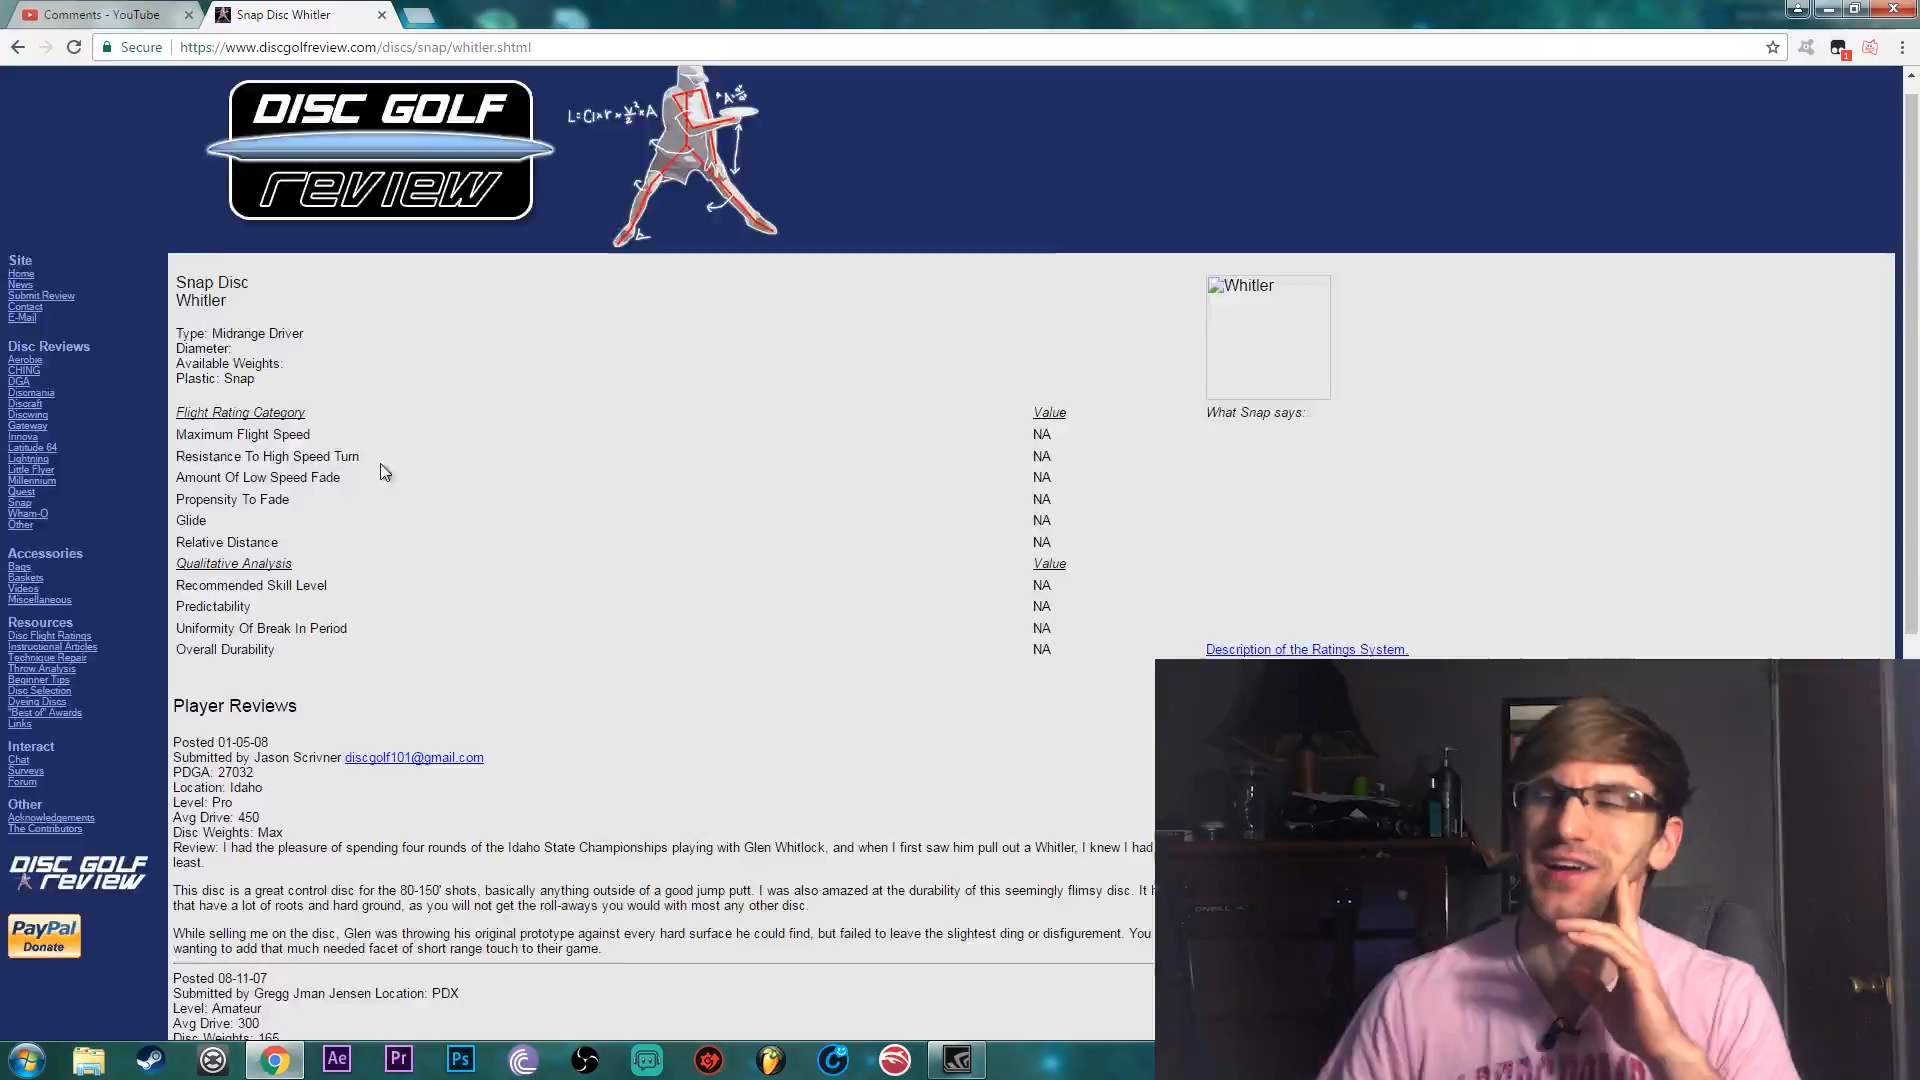 Comments - YouTube
Snap Disc Whitler
Secure
https://www.discgolfreview.com/discs/snap/whitler.shtml
1
DISC GOLF
REVIEW
Site
Home
News
Submit Review
Contact
E-Mail
Disc Reviews
Aerobie
CHING
DGA
Discmania
Discraft
Discwing
Gateway
Innova
Latitude 64
Lightning
Little Flyer
Millennium
Quest
Snap
Wham-O
Other
Accessories
Bags
Baskets
Videos
Miscellaneous
Resources
Disc Flight Ratings
Instructional Articles
Technique Repair
Throw Analysis
Beginner Tips
Disc Selection
Dyeing Discs
"Best of" Awards
Links
Interact
Chat
Surveys
Forum
Other
Acknowledgements
The Contributors
DISC GOLF
REVIEW
PayPal
Donate
Snap Disc
Whitler
Type: Midrange Driver
Diameter:
Available Weights:
Plastic: Snap
Flight Rating Category Value
Maximum Flight Speed NA
Resistance To High Speed Turn NA
Amount Of Low Speed Fade NA
Propensity To Fade NA
Glide NA
Relative Distance NA
Qualitative Analysis Value
Recommended Skill Level NA
Predictability NA
Uniformity Of Break In Period NA
Overall Durability NA
Whitler
What Snap says:
Description of the Ratings System.
Player Reviews
Posted 01-05-08
Submitted by Jason Scrivner discgolf101@gmail.com
PDGA: 27032
Location: Idaho
Level: Pro
Avg Drive: 450
Disc Weights: Max
Review: I had the pleasure of spending four rounds of the Idaho State Championships playing with Glen Whitlock, and when I first saw him pull out a Whitler, I knew I had
least.
This disc is a great control disc for the 80-150' shots, basically anything outside of a good jump putt. I was also amazed at the durability of this seemingly flimsy disc. It
that have a lot of roots and hard ground, as you will not get the roll-aways you would with most any other disc.
While selling me on the disc, Glen was throwing his original prototype against every hard surface he could find, but failed to leave the slightest ding or disfigurement. You
wanting to add that much needed facet of short range touch to their game.
Posted 08-11-07
Submitted by Gregg Jman Jensen Location: PDX
Level: Amateur
Avg Drive: 300
Disc Weights: 165
Ae
Pr
Ps